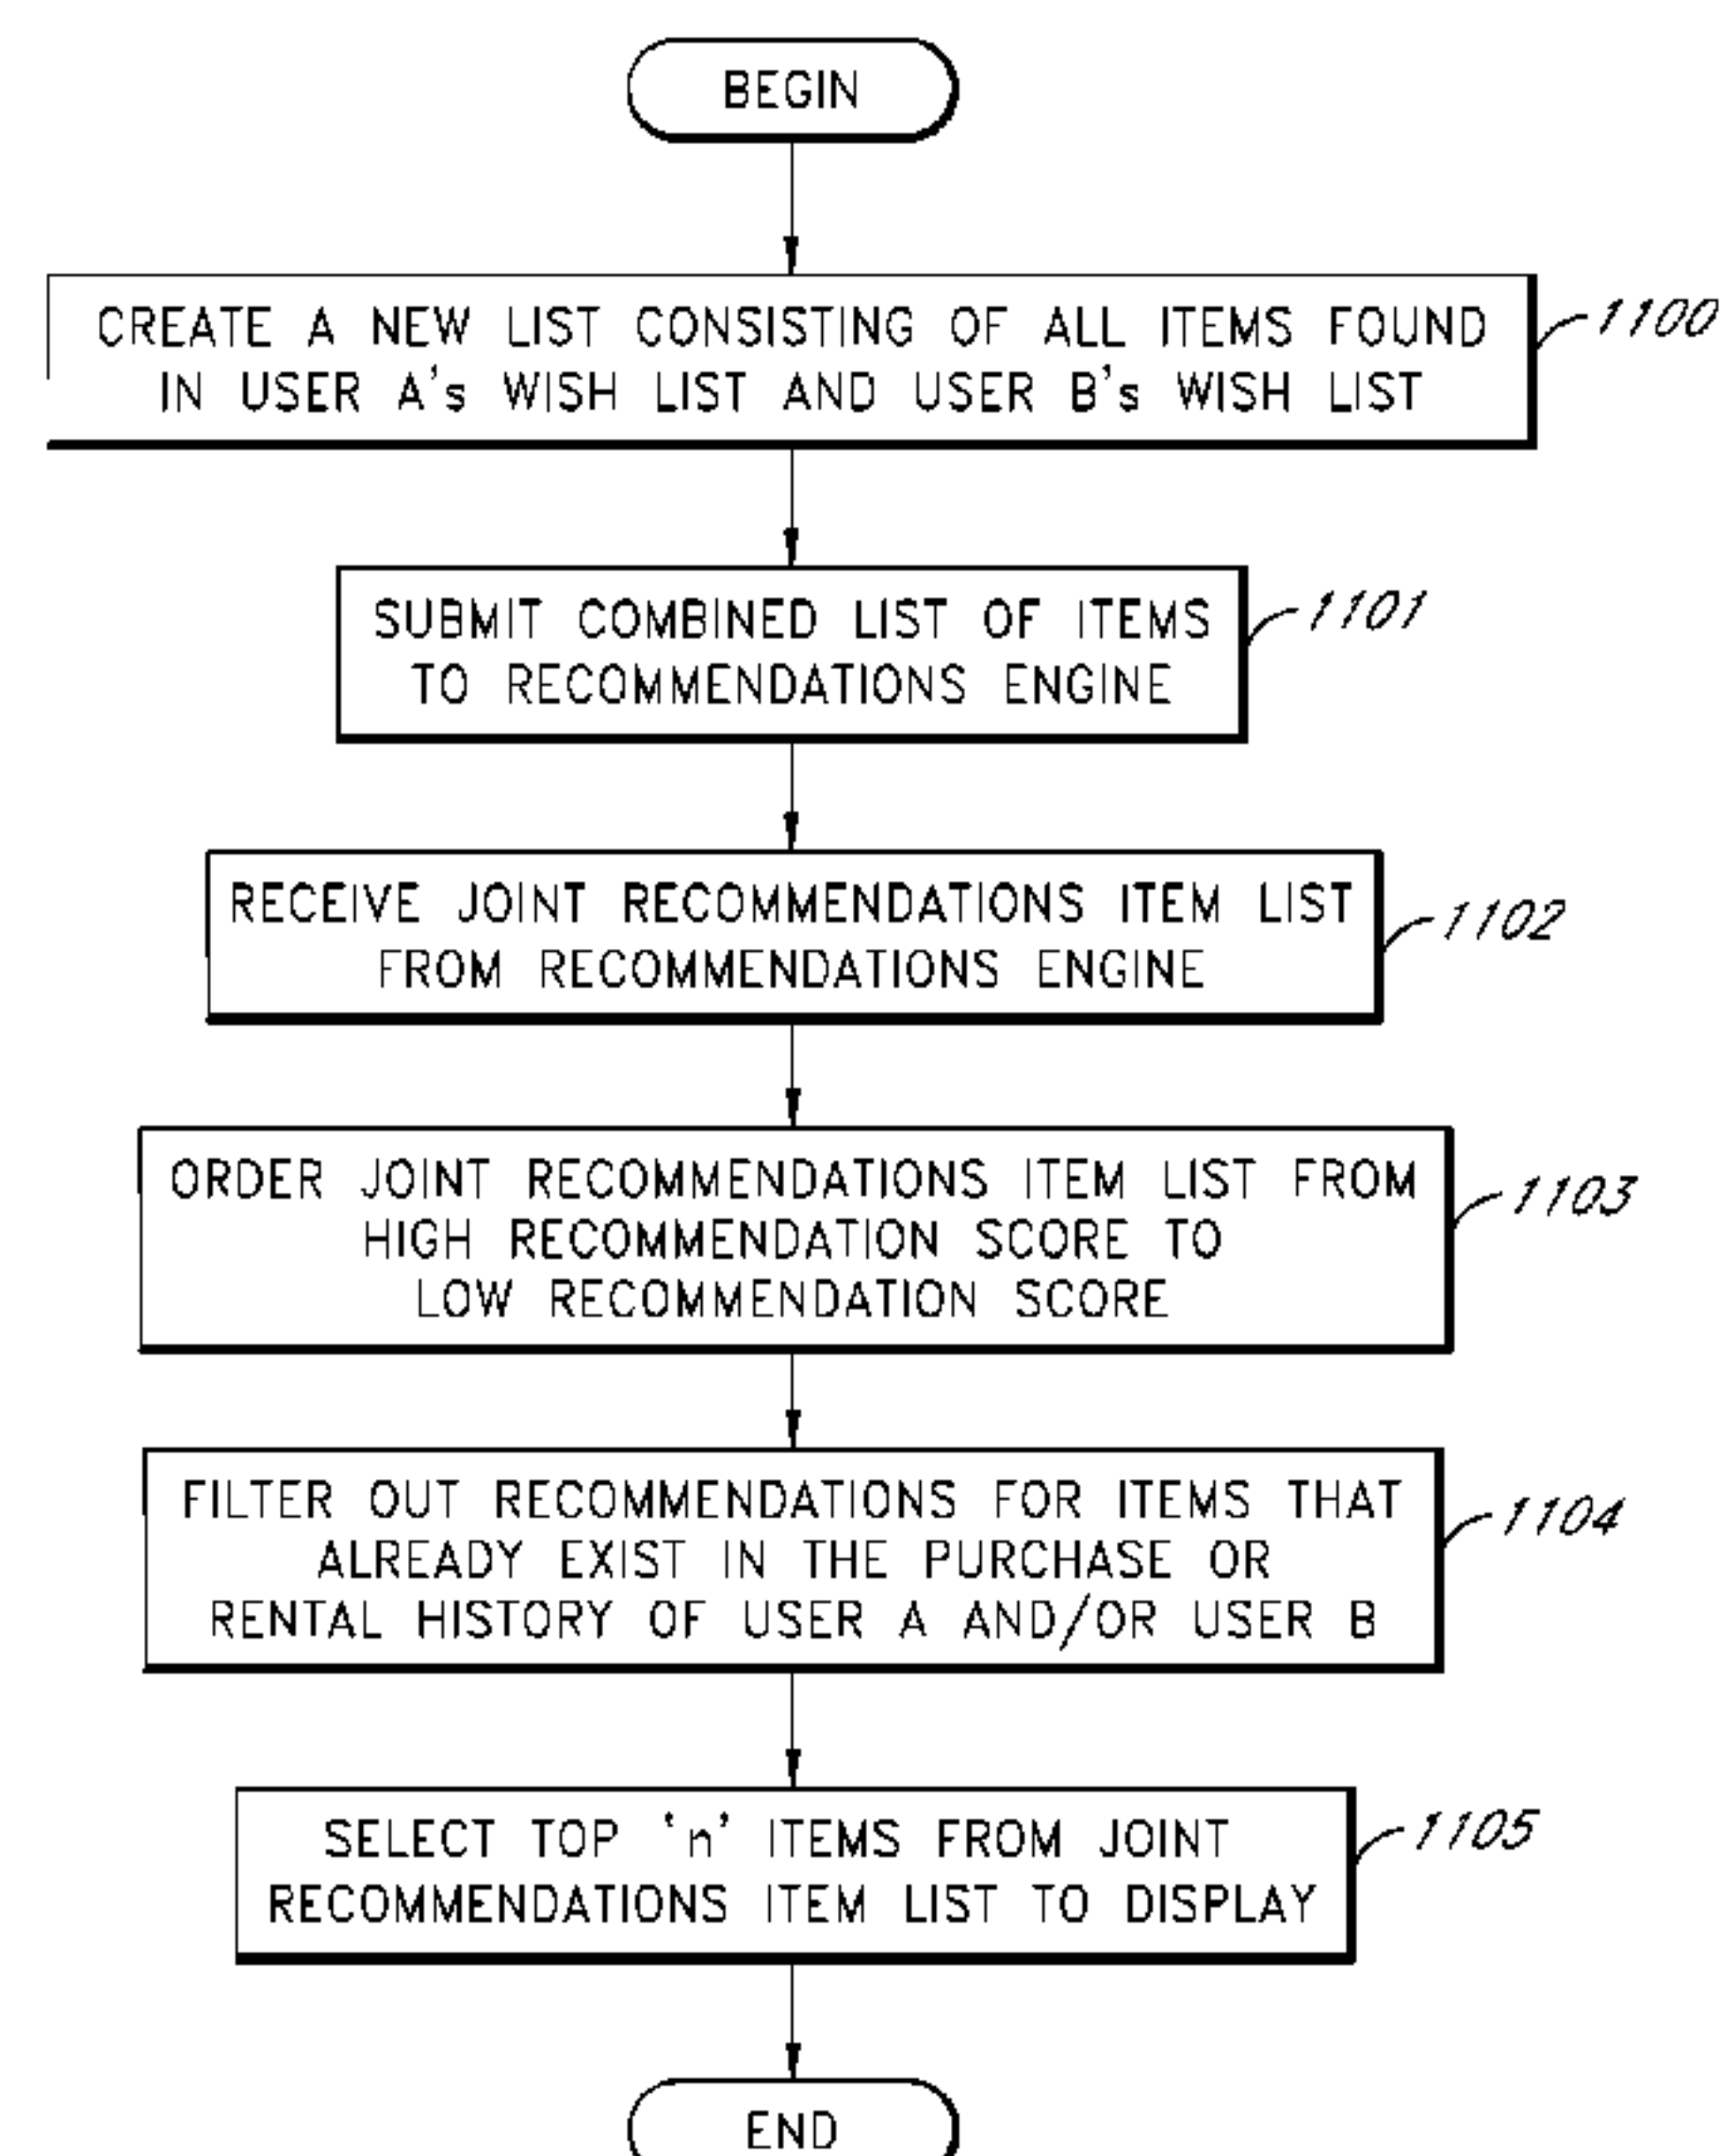 BEGIN
CREATE A NEW LIST CONSISTING OF ALL ITEMS FOUND
IN USER A's WISH LIST AND USER B's WISH LIST
1100
SUBMIT COMBINED LIST OF ITEMS
TO RECOMMENDATIONS ENGINE
1101
RECEIVE JOINT RECOMMENDATIONS ITEM LIST
FROM RECOMMENDATIONS ENGINE
1102
ORDER JOINT RECOMMENDATIONS ITEM LIST FROM
HIGH RECOMMENDATION SCORE TO
LOW RECOMMENDATION SCORE
1103
FILTER OUT RECOMMENDATIONS FOR ITEMS THAT
ALREADY EXIST IN THE PURCHASE OR
RENTAL HISTORY OF USER A AND/OR USER B
1104
SELECT TOP 'n' ITEMS FROM JOINT
RECOMMENDATIONS ITEM LIST TO DISPLAY
1105
END